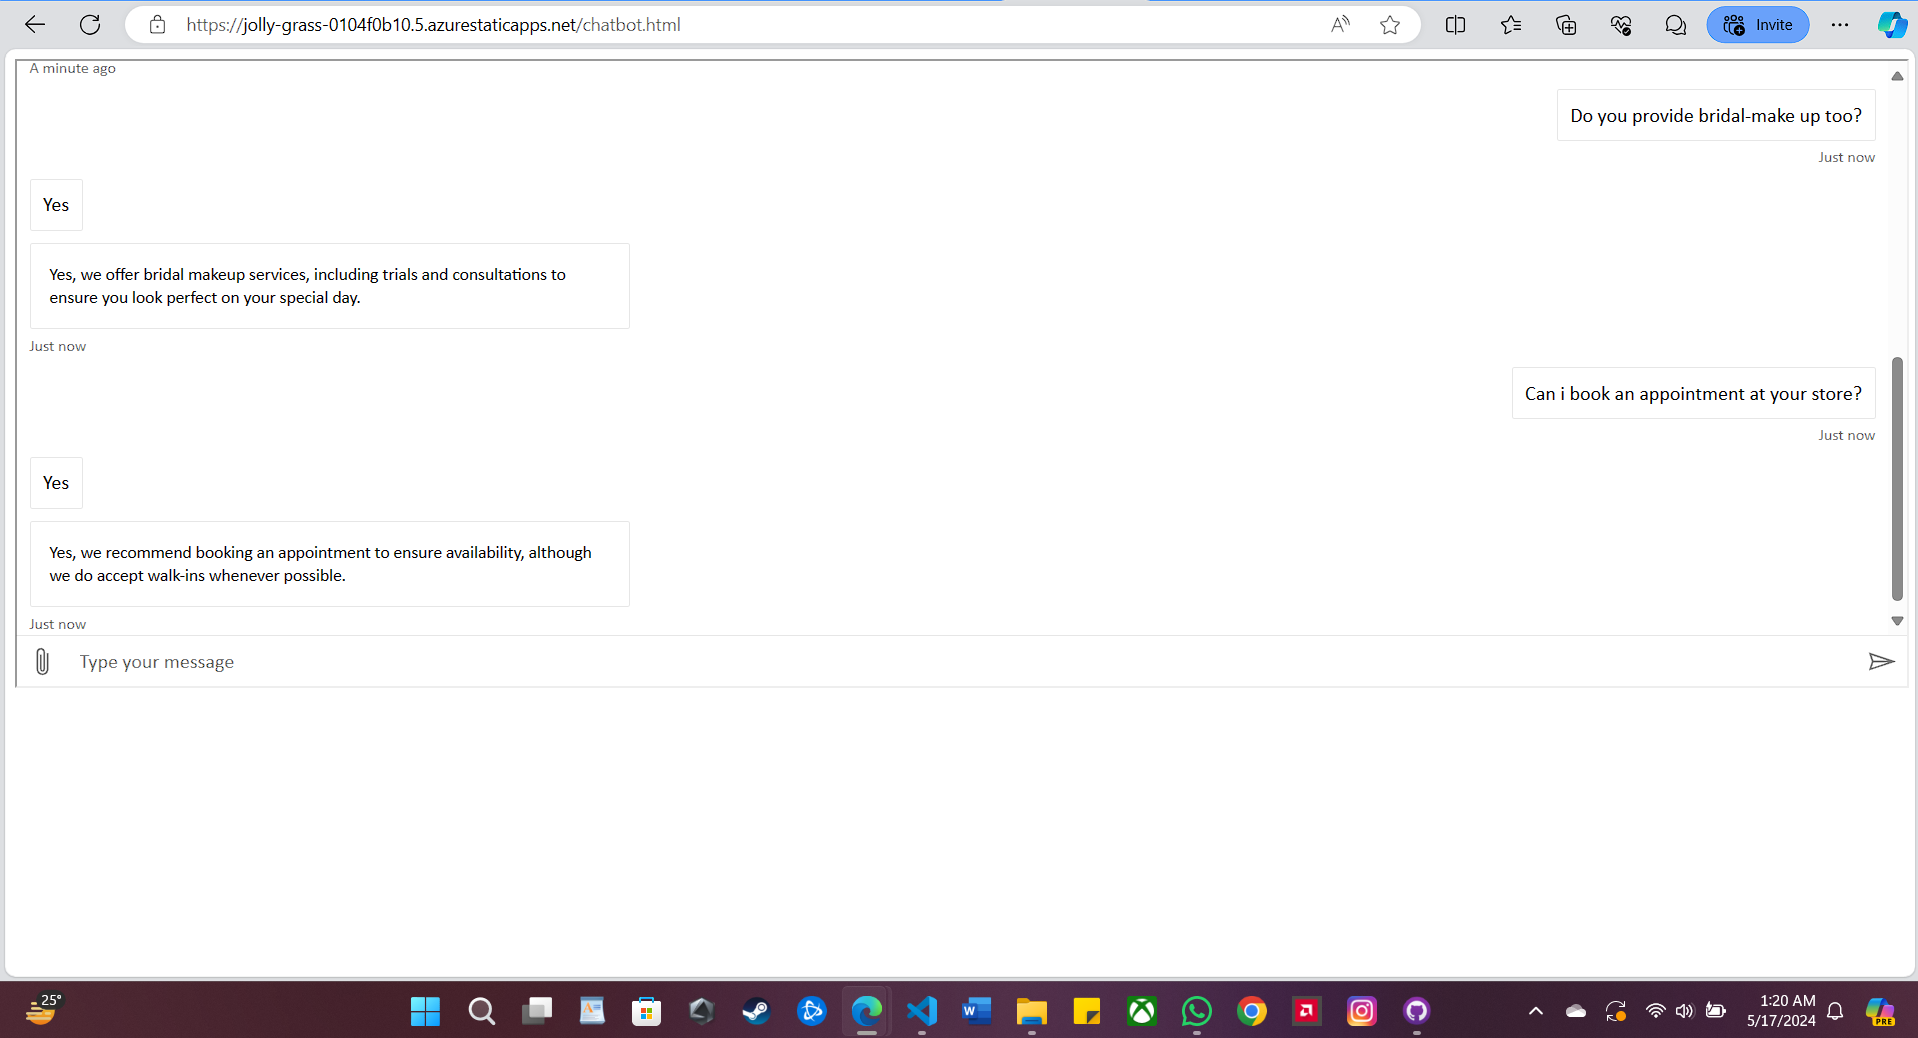 https://jolly-grass-0104f0b10.5.azurestaticapps.net/chatbot.html
Invite
A minute ago
Do you provide bridal-make up too?
Just now
Yes
Yes, we offer bridal makeup services, including trials and consultations to
ensure you look perfect on your special day.
Just now
Can i book an appointment at your store?
Just now
Yes
Yes, we recommend booking an appointment to ensure availability, although
we do accept walk-ins whenever possible.
Just now
Type your message
25°
1:20 AM
5/17/2024
PRE